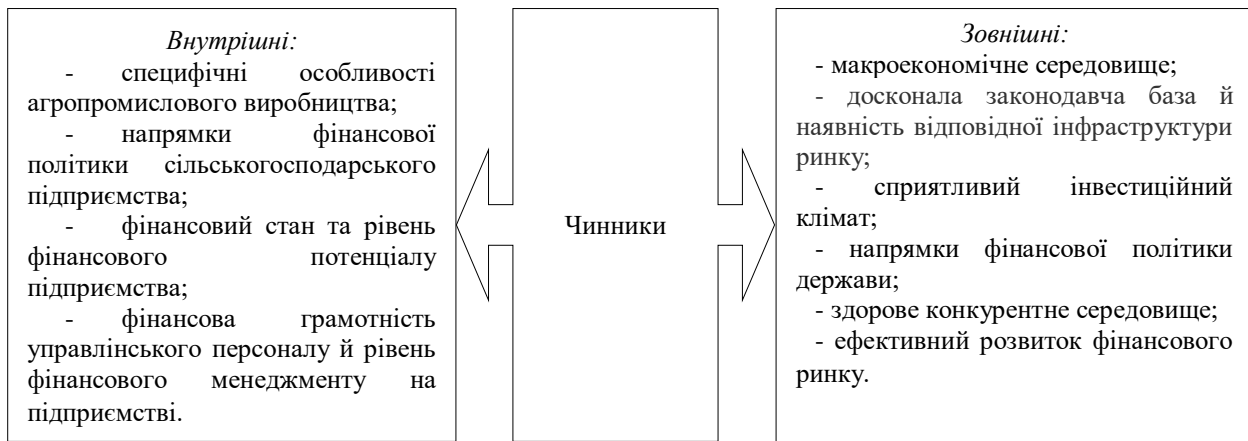 Внутрішні:
- специфічні особливості
агропромислового виробництва;
- напрямки фінансової
політики сільськогосподарського
підприємства;
- фінансовий стан та рівень
фінансового потенціалу
підприємства;
- фінансова грамотність
управлінського персоналу й рівень
фінансового менеджменту на
підприємстві.
Чинники
Зовнішні:
- макроекономічне середовище;
- досконала законодавча база й
наявність відповідної інфраструктури
ринку;
- сприятливий інвестиційний
клімат;
- напрямки фінансової політики
держави;
- здорове конкурентне середовище;
- ефективний розвиток фінансового
ринку.